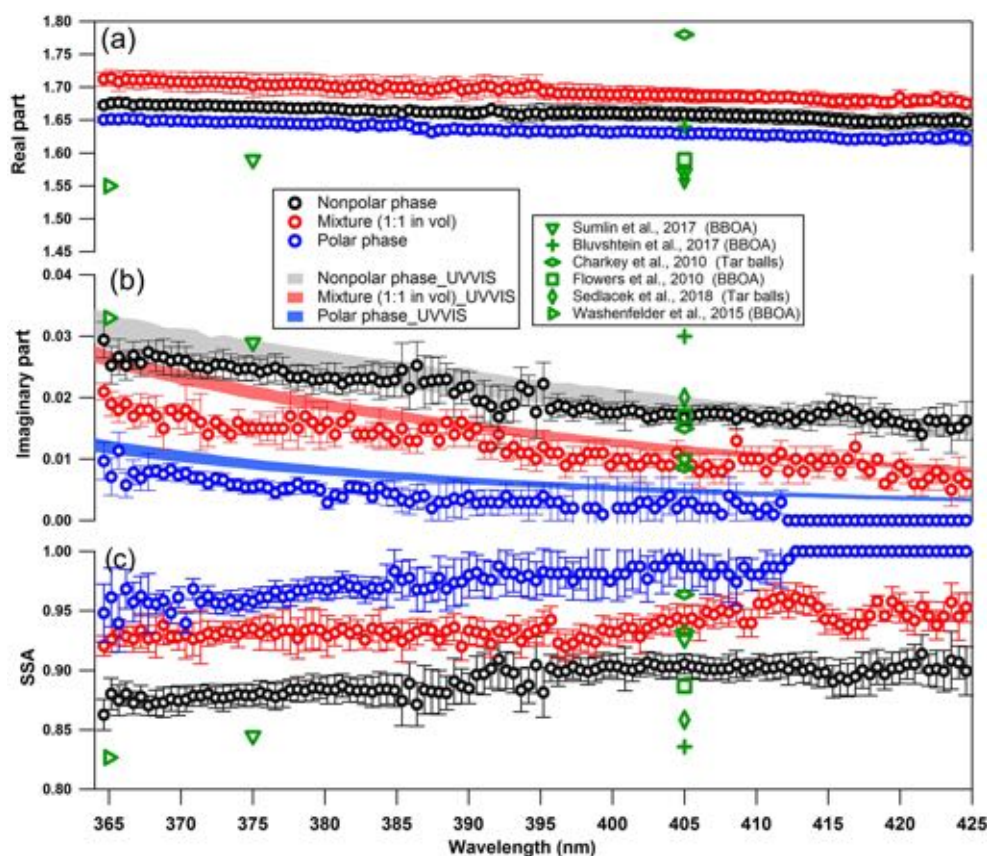 (a)
Real part
1.80
1.75
1.70
1.65
1.60
1.55
1.50
1.45
Nonpolar phase
Mixture (1:1 in vol)
Polar phase
Nonpolar phase_UVVIS
Mixture (1:1 in vol)_UVVIS
Polar phase_UVVIS
Sumlin et al., 2017 (BBOA)
Bluvshtein et al., 2017 (BBOA)
Charkey et al., 2010 (Tar balls)
Flowers et al., 2010 (BBOA)
Sedlacek et al., 2018 (Tar balls)
Washenfelder et al., 2015 (BBOA)
(b)
Imaginary part
0.04
0.03
0.02
0.01
0.00
(c)
SSA
1.00
0.95
0.90
0.85
0.80
365 370 375 380 385 390 395 400 405 410 415 420 425
Wavelength (nm)